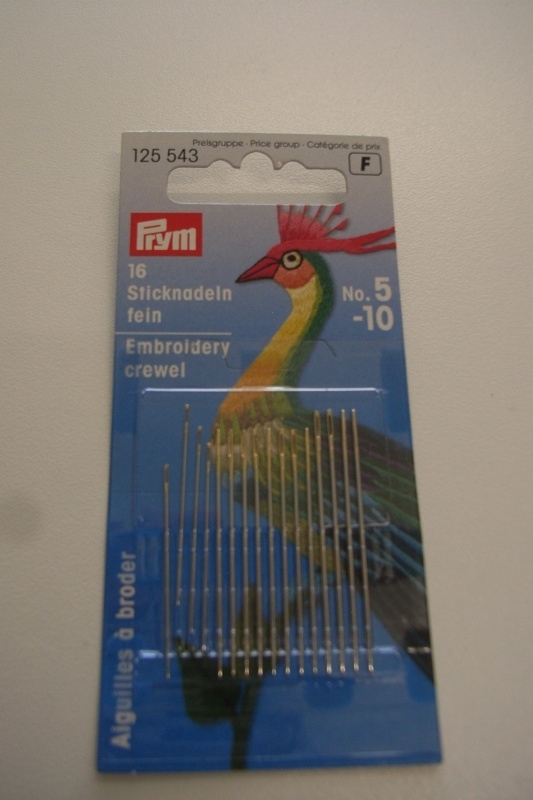 Preisgruppe · Price group · Catégorie de prix
125 543
F
Prym
16
Sticknadeln
fein
No. 5
-10
Embroidery
crewel
Aiguilles à broder